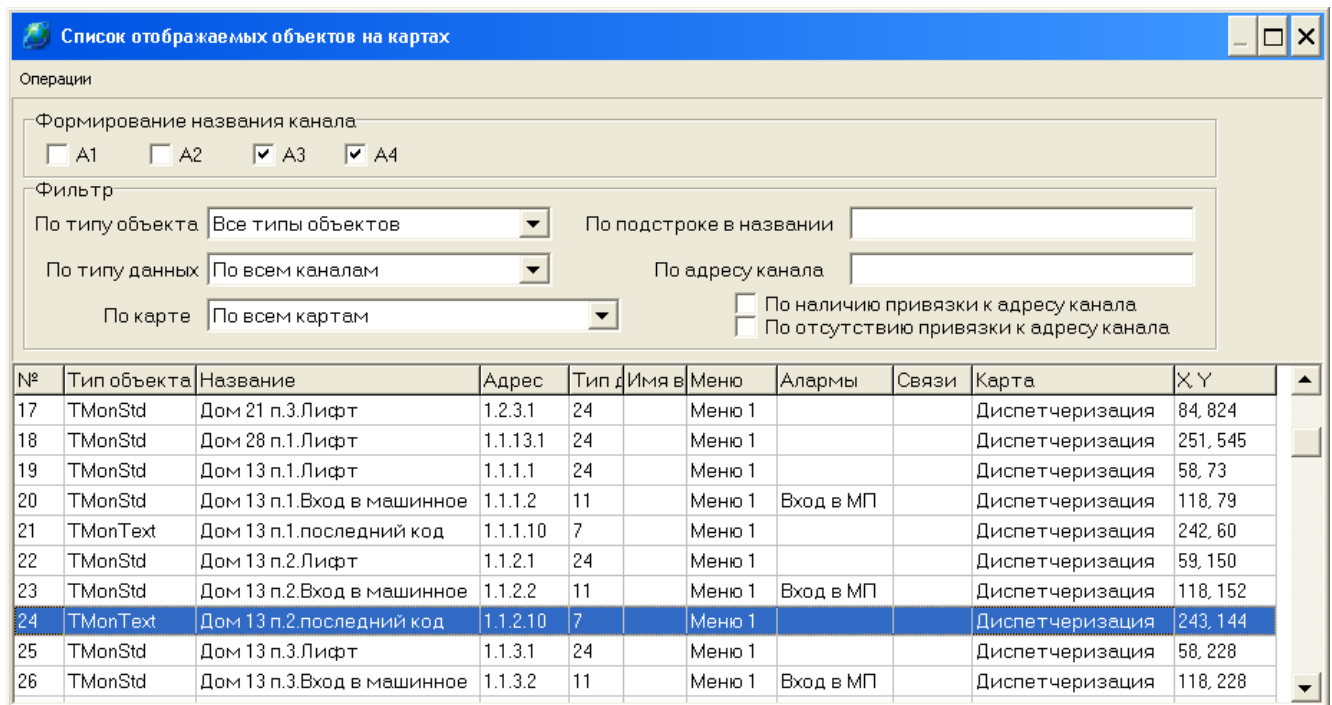 Список отображаемых объектов на картах
Операции
Формирование названия канала
A1 A2 A3 A4
Фильтр
По типу объекта Все типы объектов По подстроке в названии
По типу данных По всем каналам По адресу канала
По карте По всем картам По наличию привязки к адресу канала
По отсутствию привязки к адресу канала
№ Тип объекта Название Адрес Тип д Имя в Меню Алармы Связи Карта X, Y
17 TMonStd Дом 21 п.3.Лифт 1.2.3.1 24 Меню 1 Диспетчеризация 84, 824
18 TMonStd Дом 28 п.1.Лифт 1.1.13.1 24 Меню 1 Диспетчеризация 251, 545
19 TMonStd Дом 13 п.1.Лифт 1.1.1.1 24 Меню 1 Диспетчеризация 58, 73
20 TMonStd Дом 13 п.1.Вход в машинное 1.1.1.2 11 Меню 1 Вход в МП Диспетчеризация 118, 79
21 TMonText Дом 13 п.1.последний код 1.1.1.10 7 Меню 1 Диспетчеризация 242, 60
22 TMonStd Дом 13 п.2.Лифт 1.1.2.1 24 Меню 1 Диспетчеризация 59, 150
23 TMonStd Дом 13 п.2.Вход в машинное 1.1.2.2 11 Меню 1 Вход в МП Диспетчеризация 118, 152
24 TMonText Дом 13 п.2.последний код 1.1.2.10 7 Меню 1 Диспетчеризация 243, 144
25 TMonStd Дом 13 п.3.Лифт 1.1.3.1 24 Меню 1 Диспетчеризация 58, 228
26 TMonStd Дом 13 п.3.Вход в машинное 1.1.3.2 11 Меню 1 Вход в МП Диспетчеризация 118, 228